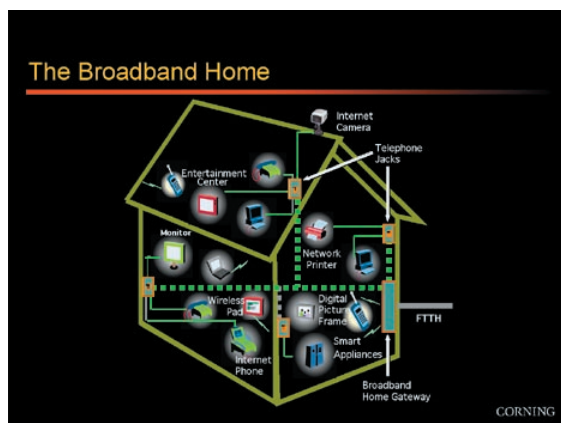 The Broadband Home
Internet
Camera
Telephone
Jacks
Entertainment
Center
Monitor
Network
Printer
Wireless
Pad
Digital
Picture
Frame
FTTH
Smart
Appliances
Internet
Phone
Broadband
Home Gateway
CORNING